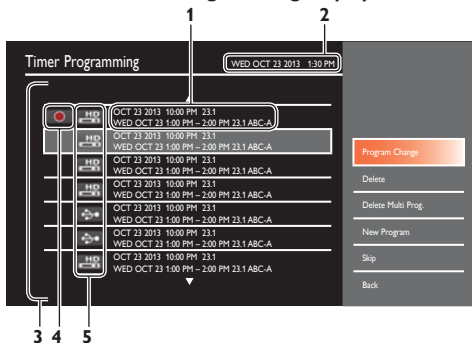 1
2
Timer Programming
WED OCT 23 2013 1:30 PM
HD
OCT 23 2013 10:00 PM 23.1
WED OCT 23 1:00 PM – 2:00 PM 23.1 ABC-A
HD
OCT 23 2013 10:00 PM 23.1
WED OCT 23 1:00 PM – 2:00 PM 23.1 ABC-A
HD
OCT 23 2013 10:00 PM 23.1
WED OCT 23 1:00 PM – 2:00 PM 23.1 ABC-A
HD
OCT 23 2013 10:00 PM 23.1
WED OCT 23 1:00 PM – 2:00 PM 23.1 ABC-A
OCT 23 2013 10:00 PM 23.1
WED OCT 23 1:00 PM – 2:00 PM 23.1 ABC-A
OCT 23 2013 10:00 PM 23.1
WED OCT 23 1:00 PM – 2:00 PM 23.1 ABC-A
HD
OCT 23 2013 10:00 PM 23.1
WED OCT 23 1:00 PM – 2:00 PM 23.1 ABC-A
Program Change
Delete
Delete Multi Prog.
New Program
Skip
Back
3 4 5